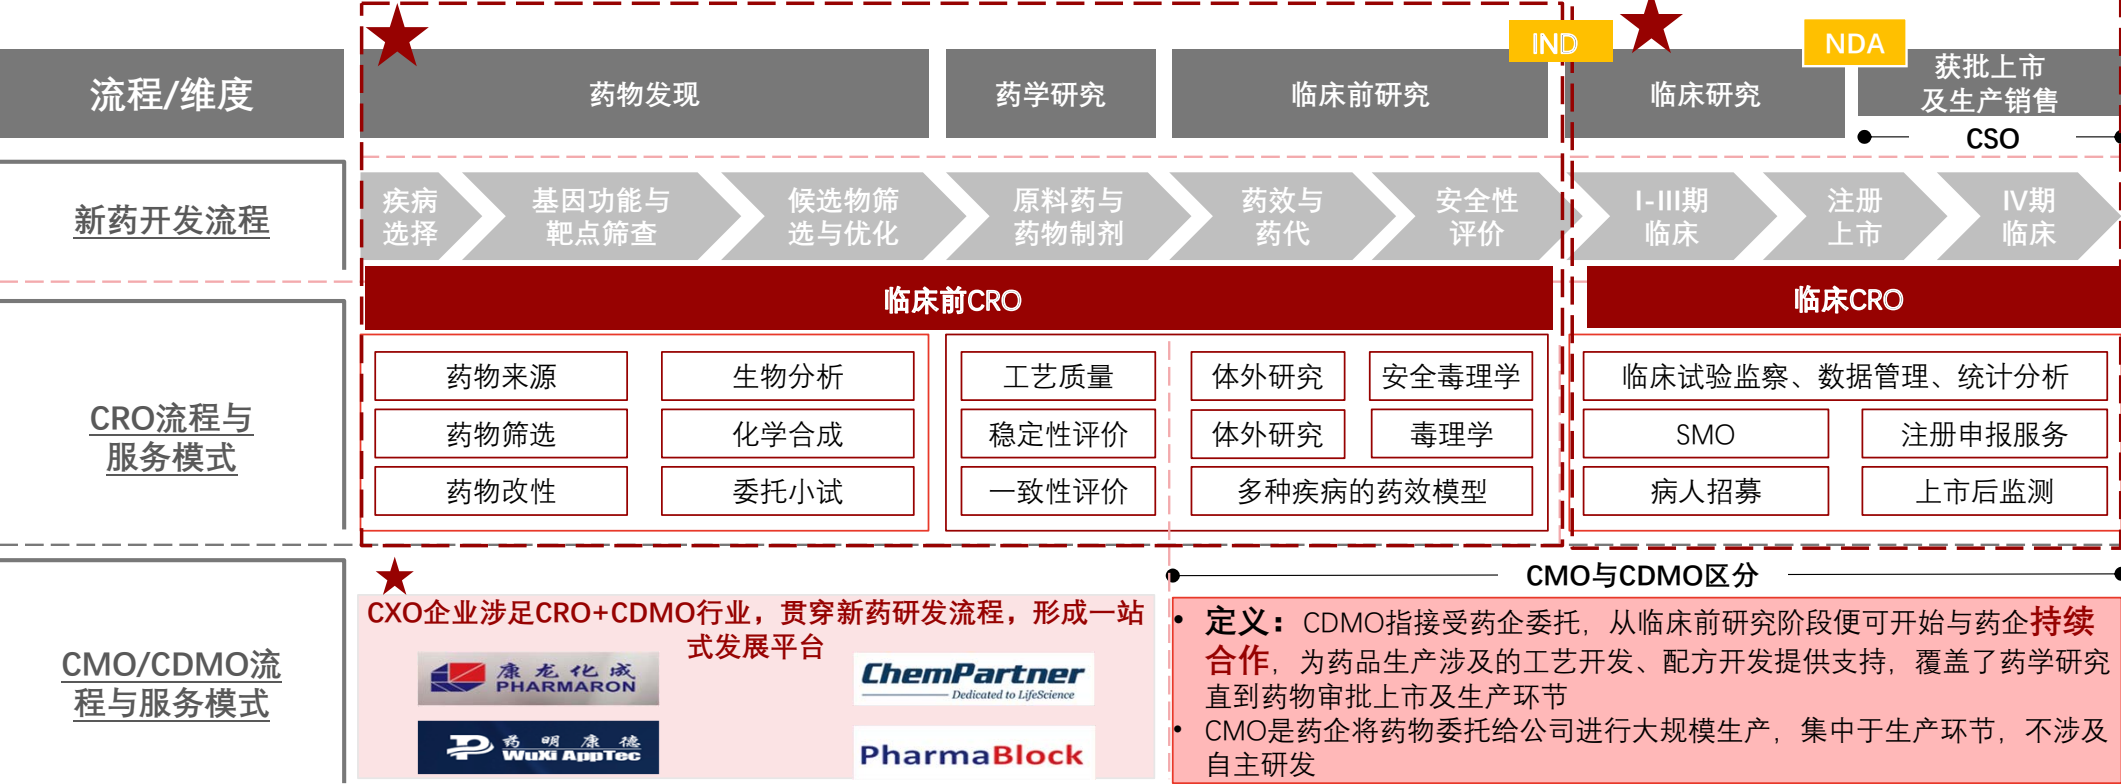 IND
NDA
流程/维度
药物发现
药学研究
临床前研究
临床研究
获批上市
及生产销售
CSO
新药开发流程
疾病
选择
基因功能与
靶点筛查
候选物筛
选与优化
原料药与
药物制剂
药效与
药代
安全性
评价
I-III期
临床
注册
上市
IV期
临床
临床前CRO
临床CRO
CRO流程与
服务模式
药物来源
生物分析
工艺质量
体外研究
安全毒理学
临床试验监察、数据管理、统计分析
药物筛选
化学合成
稳定性评价
体外研究
毒理学
SMO
注册申报服务
药物改性
委托小试
一致性评价
多种疾病的药效模型
病人招募
上市后监测
CMO/CDMO流
程与服务模式
CXO企业涉足CRO+CDMO行业，贯穿新药研发流程，形成一站
式发展平台
康龙化成
PHARMARON
ChemPartner
Dedicated to LifeScience
药明康德
WuXi AppTec
PharmaBlock
CMO与CDMO区分
• 定义：CDMO指接受药企委托，从临床前研究阶段便可开始与药企持续
合作，为药品生产涉及的工艺开发、配方开发提供支持，覆盖了药学研究
直到药物审批上市及生产环节
• CMO是药企将药物委托给公司进行大规模生产，集中于生产环节，不涉及
自主研发